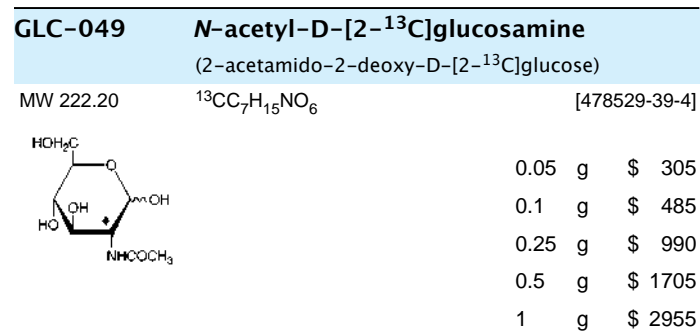 GLC-049 N-acetyl-D-[2-¹³C]glucosamine
(2-acetamido-2-deoxy-D-[2-¹³C]glucose)
MW 222.20 ¹³CC₇H₁₅NO₆ [478529-39-4]
HOH₂C
O
OH
OH
HO
NHCOCH₃
0.05 g $ 305
0.1 g $ 485
0.25 g $ 990
0.5 g $ 1705
1 g $ 2955